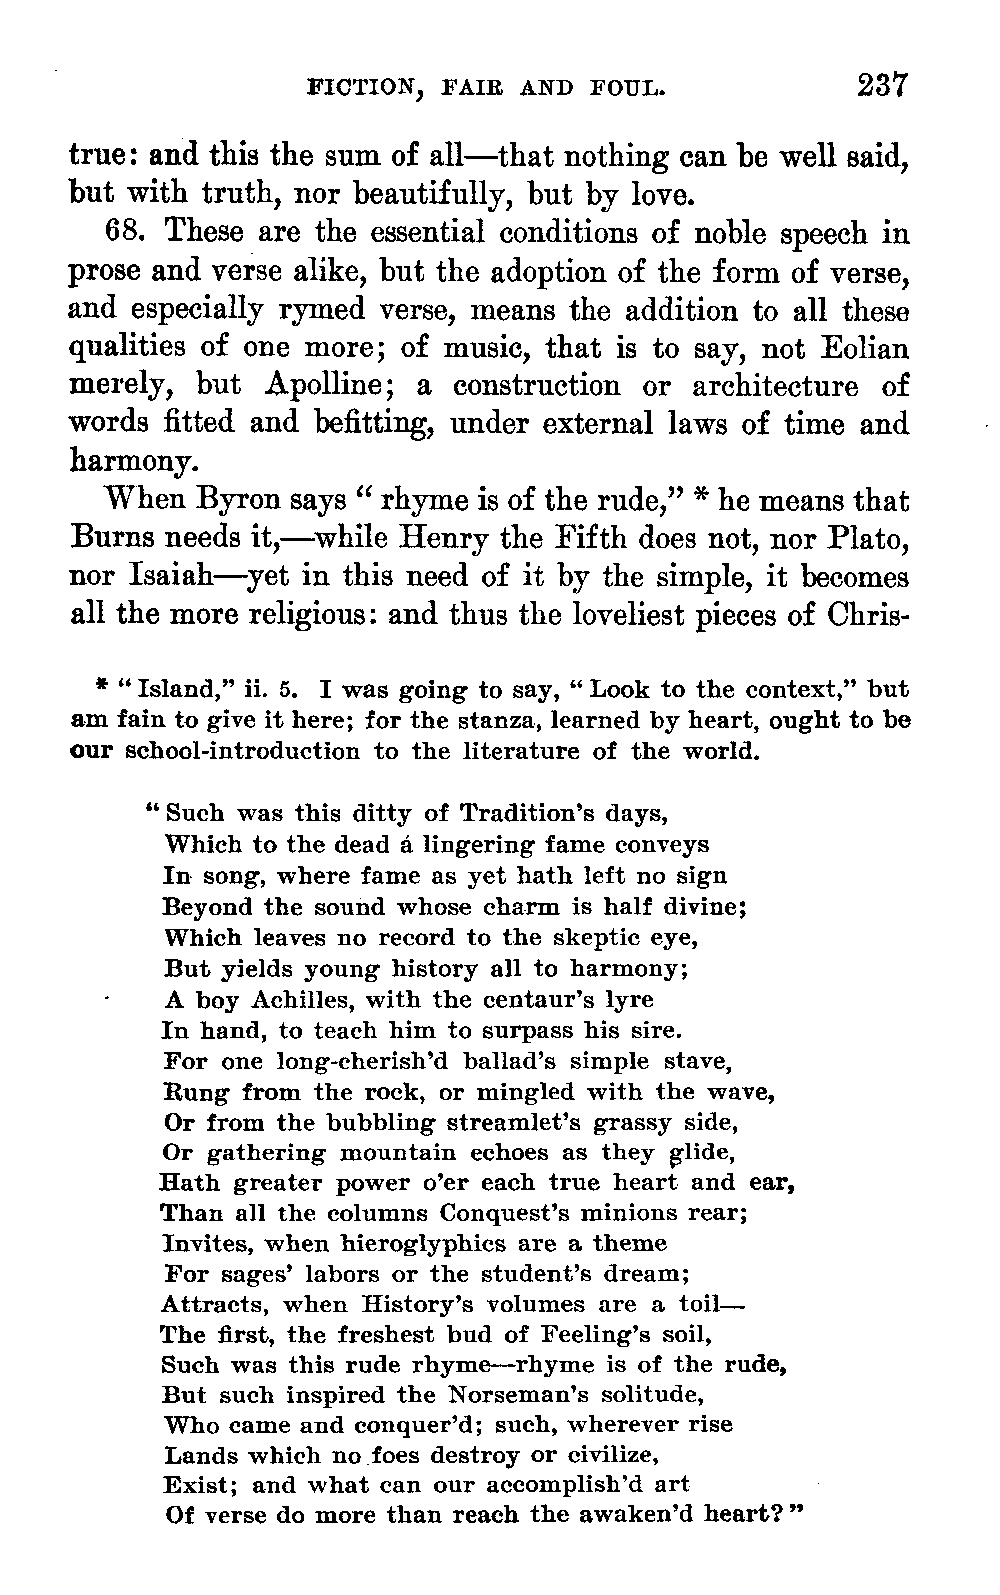 FICTION, FAIR AND FOUL. 237
true: and this the sum of all—that nothing can be well said,
but with truth, nor beautifully, but by love.
68. These are the essential conditions of noble speech in
prose and verse alike, but the adoption of the form of verse,
and especially rymed verse, means the addition to all these
qualities of one more; of music, that is to say, not Eolian
merely, but Apolline; a construction or architecture of
words fitted and befitting, under external laws of time and
harmony.
When Byron says “ rhyme is of the rude,” * he means that
Burns needs it,—while Henry the Fifth does not, nor Plato,
nor Isaiah—yet in this need of it by the simple, it becomes
all the more religious: and thus the loveliest pieces of Chris-
* “ Island,” ii. 5. I was going to say, “ Look to the context,” but
am fain to give it here; for the stanza, learned by heart, ought to be
our school-introduction to the literature of the world.
“ Such was this ditty of Tradition’s days,
Which to the dead á lingering fame conveys
In song, where fame as yet hath left no sign
Beyond the sound whose charm is half divine;
Which leaves no record to the skeptic eye,
But yields young history all to harmony;
A boy Achilles, with the centaur’s lyre
In hand, to teach him to surpass his sire.
For one long-cherish’d ballad’s simple stave,
Rung from the rock, or mingled with the wave,
Or from the bubbling streamlet’s grassy side,
Or gathering mountain echoes as they glide,
Hath greater power o’er each true heart and ear,
Than all the columns Conquest’s minions rear;
Invites, when hieroglyphics are a theme
For sages’ labors or the student’s dream;
Attracts, when History’s volumes are a toil—
The first, the freshest bud of Feeling’s soil,
Such was this rude rhyme—rhyme is of the rude,
But such inspired the Norseman’s solitude,
Who came and conquer’d; such, wherever rise
Lands which no foes destroy or civilize,
Exist; and what can our accomplish’d art
Of verse do more than reach the awaken’d heart? ”